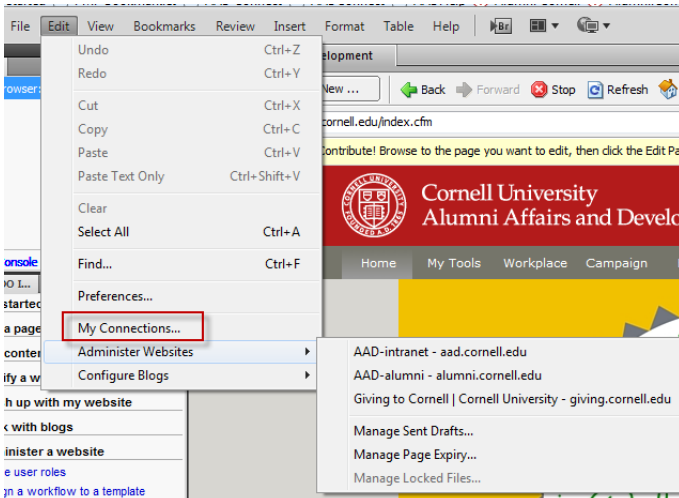 File Edit View Bookmarks Review Insert Format Table Help Br
Undo Ctrl+Z
Redo Ctrl+Y
Cut Ctrl+X
Copy Ctrl+C
Paste Ctrl+V
Paste Text Only Ctrl+Shift+V
Clear
Select All Ctrl+A
Find... Ctrl+F
Preferences...
My Connections...
Administer Websites
Configure Blogs
AAD-intranet - aad.cornell.edu
AAD-alumni - alumni.cornell.edu
Giving to Cornell | Cornell University - giving.cornell.edu
Manage Sent Drafts...
Manage Page Expiry...
Manage Locked Files...
elopment
New ... Back Forward Stop Refresh
cornell.edu/index.cfm
Contribute! Browse to the page you want to edit, then click the Edit Pa
Cornell University
Alumni Affairs and Develo
Home My Tools Workplace Campaign
rowser:
onsole
DO I...
started
a page
conter
ify a w
h up with my website
k with blogs
inister a website
e user roles
gn a workflow to a template